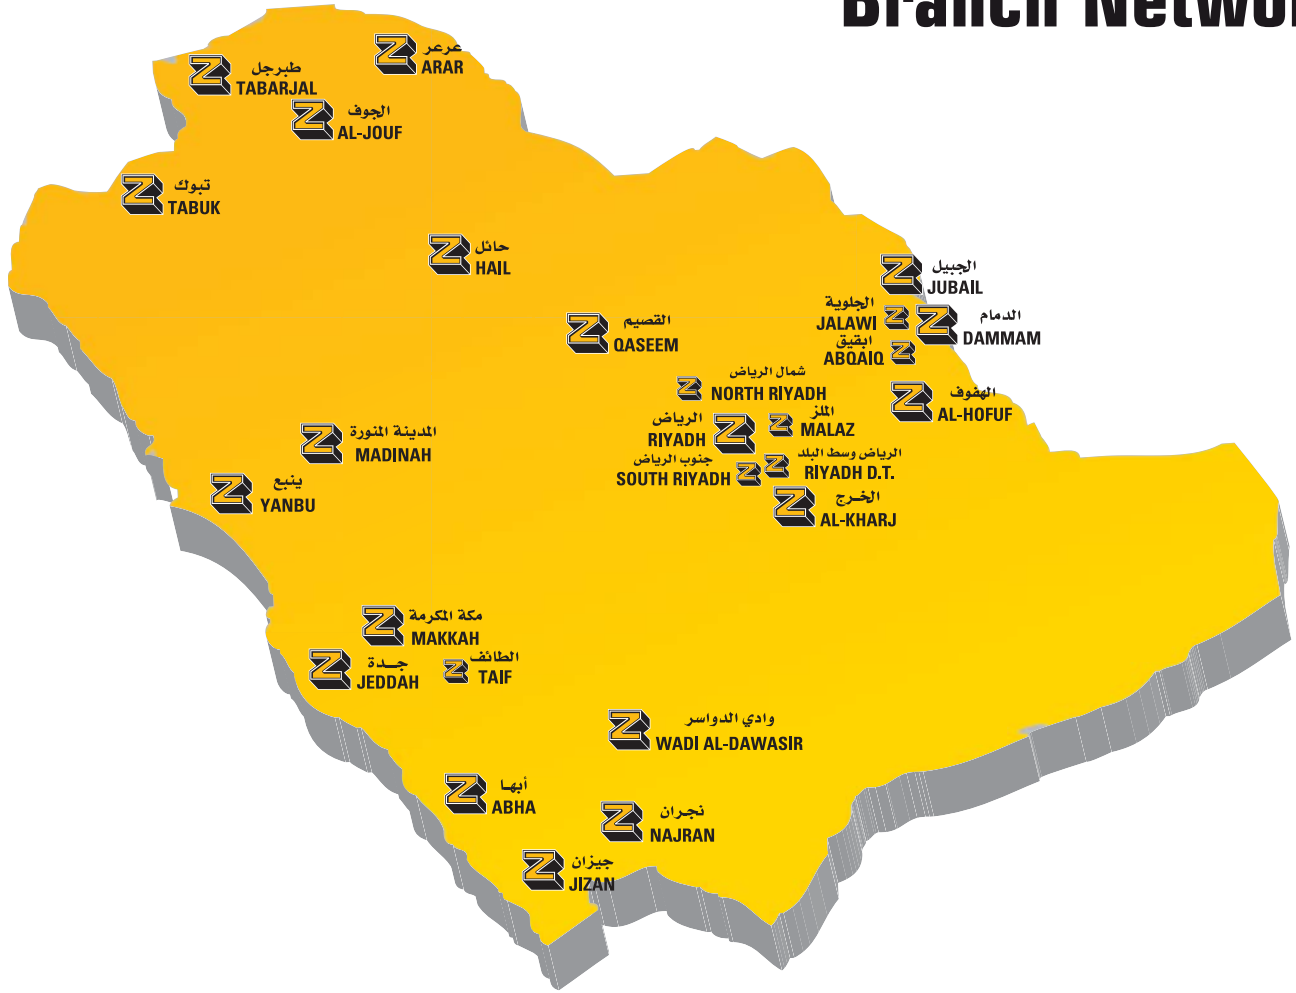 Branch Networ
عرعر
ARAR
طبرجل
TABARJAL
الجوف
AL-JOUF
تبوك
TABUK
حائل
HAIL
الجبيل
JUBAIL
الجلوية
JALAWI
الدمام
DAMMAM
القصيم
QASEEM
ابقيق
ABQAIQ
شمال الرياض
NORTH RIYADH
الهفوف
AL-HOFUF
الرياض
RIYADH
الملز
MALAZ
المدينة المنورة
MADINAH
جنوب الرياض
SOUTH RIYADH
الرياض وسط البلد
RIYADH D.T.
ينبع
YANBU
الخرج
AL-KHARJ
مكة المكرمة
MAKKAH
جـــدة
JEDDAH
الطائف
TAIF
وادي الدواسر
WADI AL-DAWASIR
أبهـا
ABHA
نجـران
NAJRAN
جيزان
JIZAN